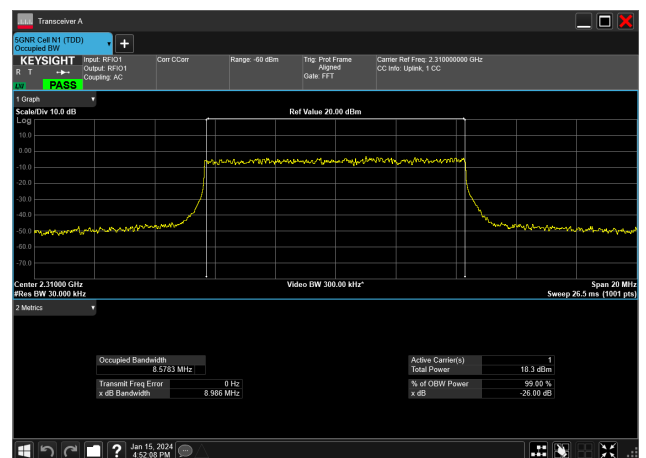 Transceiver A
5GNR Cell N1 (TDD)
Occupied BW
+
KEYSIGHT
R T
LV PASS
Input: RFIO1
Output: RFIO1
Coupling: AC
Corr CCorr
Range: -60 dBm
Trig: Prot Frame
Aligned
Gate: FFT
Carrier Ref Freq: 2.310000000 GHz
CC Info: Uplink, 1 CC
1 Graph
Scale/Div 10.0 dB
Ref Value 20.00 dBm
Log
10.0
0.00
-10.0
-20.0
-30.0
-40.0
-50.0
-60.0
-70.0
Center 2.31000 GHz
Video BW 300.00 kHz*
Span 20 MHz
#Res BW 30.000 kHz
Sweep 26.5 ms (1001 pts)
2 Metrics
Occupied Bandwidth
8.5783 MHz
Transmit Freq Error 0 Hz
x dB Bandwidth 8.986 MHz
Active Carrier(s) 1
Total Power 18.3 dBm
% of OBW Power 99.00 %
x dB -26.00 dB
?
Jan 15, 2024
4:52:08 PM